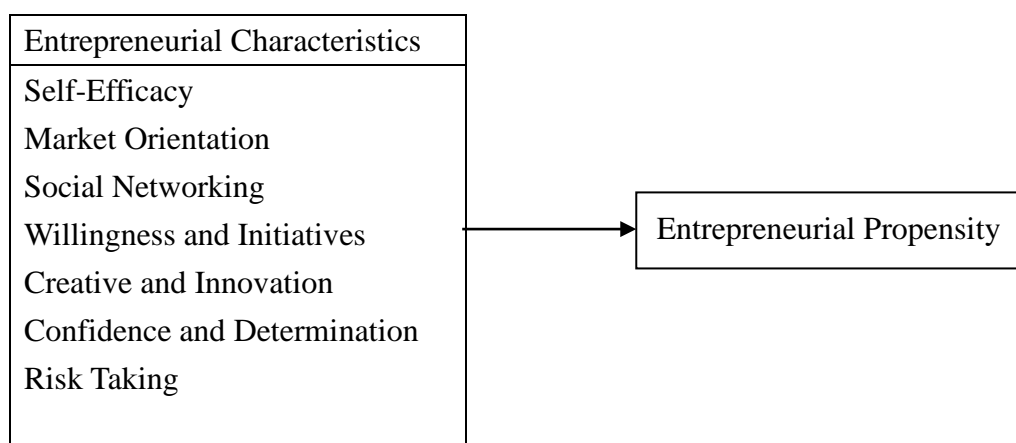 Entrepreneurial Characteristics
Self-Efficacy
Market Orientation
Social Networking
Willingness and Initiatives
Creative and Innovation
Confidence and Determination
Risk Taking
Entrepreneurial Propensity